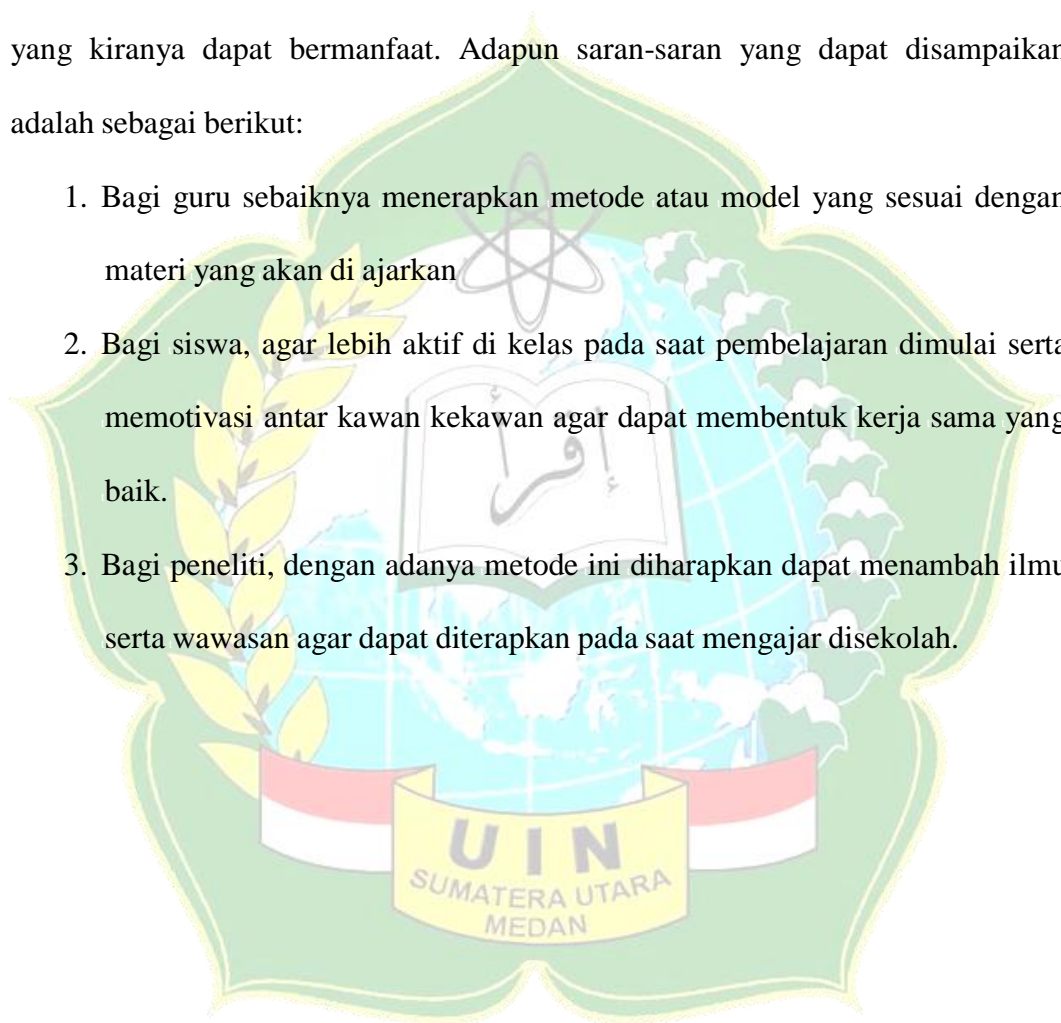 yang kiranya dapat bermanfaat. Adapun saran-saran yang dapat disampaikan
adalah sebagai berikut:
1. Bagi guru sebaiknya menerapkan metode atau model yang sesuai dengan
materi yang akan di ajarkan
2. Bagi siswa, agar lebih aktif di kelas pada saat pembelajaran dimulai serta
memotivasi antar kawan kekawan agar dapat membentuk kerja sama yang
baik.
إقرأ
3. Bagi peneliti, dengan adanya metode ini diharapkan dapat menambah ilmu
serta wawasan agar dapat diterapkan pada saat mengajar disekolah.
UIN
SUMATERA UTARA
MEDAN